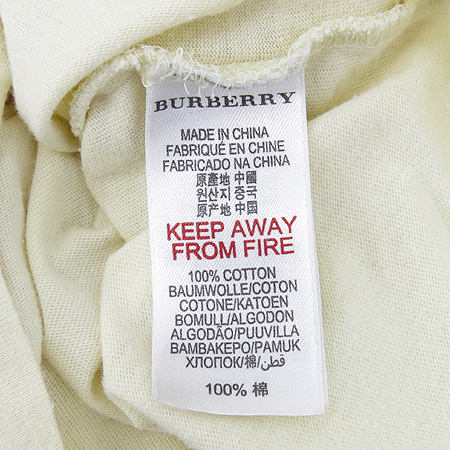 BURBERRY
MADE IN CHINA
FABRIQUÉ EN CHINE
FABRICADO NA CHINA
原產地 中國
원산지 중국
原产地 中国
KEEP AWAY
FROM FIRE
100% COTTON
BAUMWOLLE/COTON
COTONE/KATOEN
BOMULL/ALGODON
ALGODÃO/PUUVILLA
BAMBAKEPO/PAMUK
ХЛОПОК/棉/قطن
100% 棉